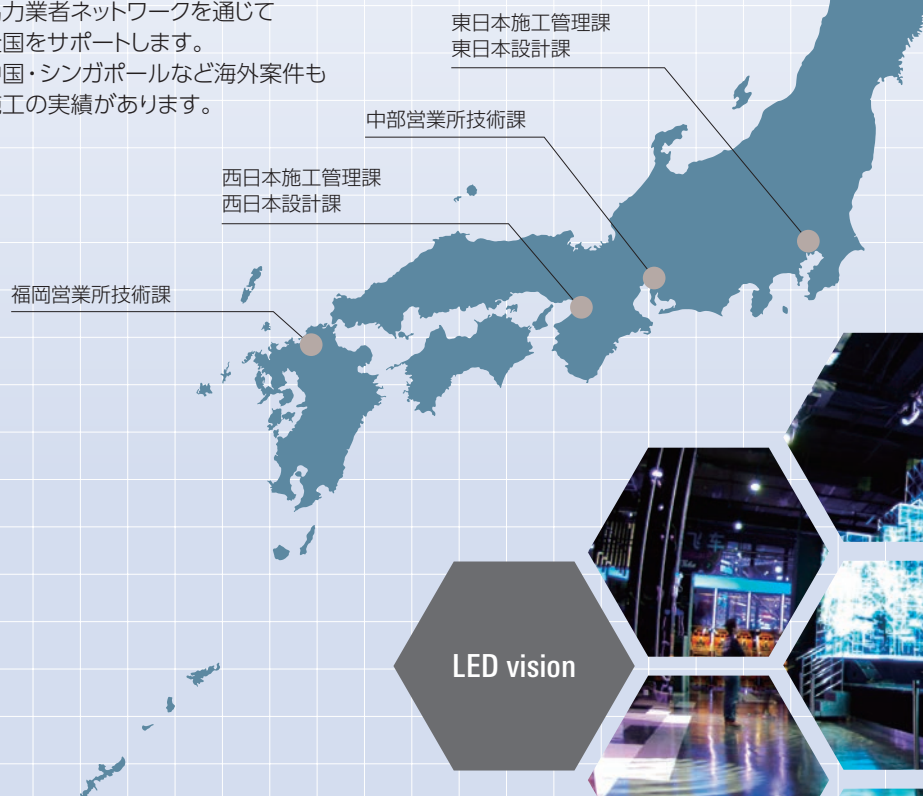 力業者ネットワークを通じて
国をサポートします。
国・シンガポールなど海外案件も
工の実績があります。
東日本施工管理課
東日本設計課
中部営業所技術課
西日本施工管理課
西日本設計課
福岡営業所技術課
LED vision